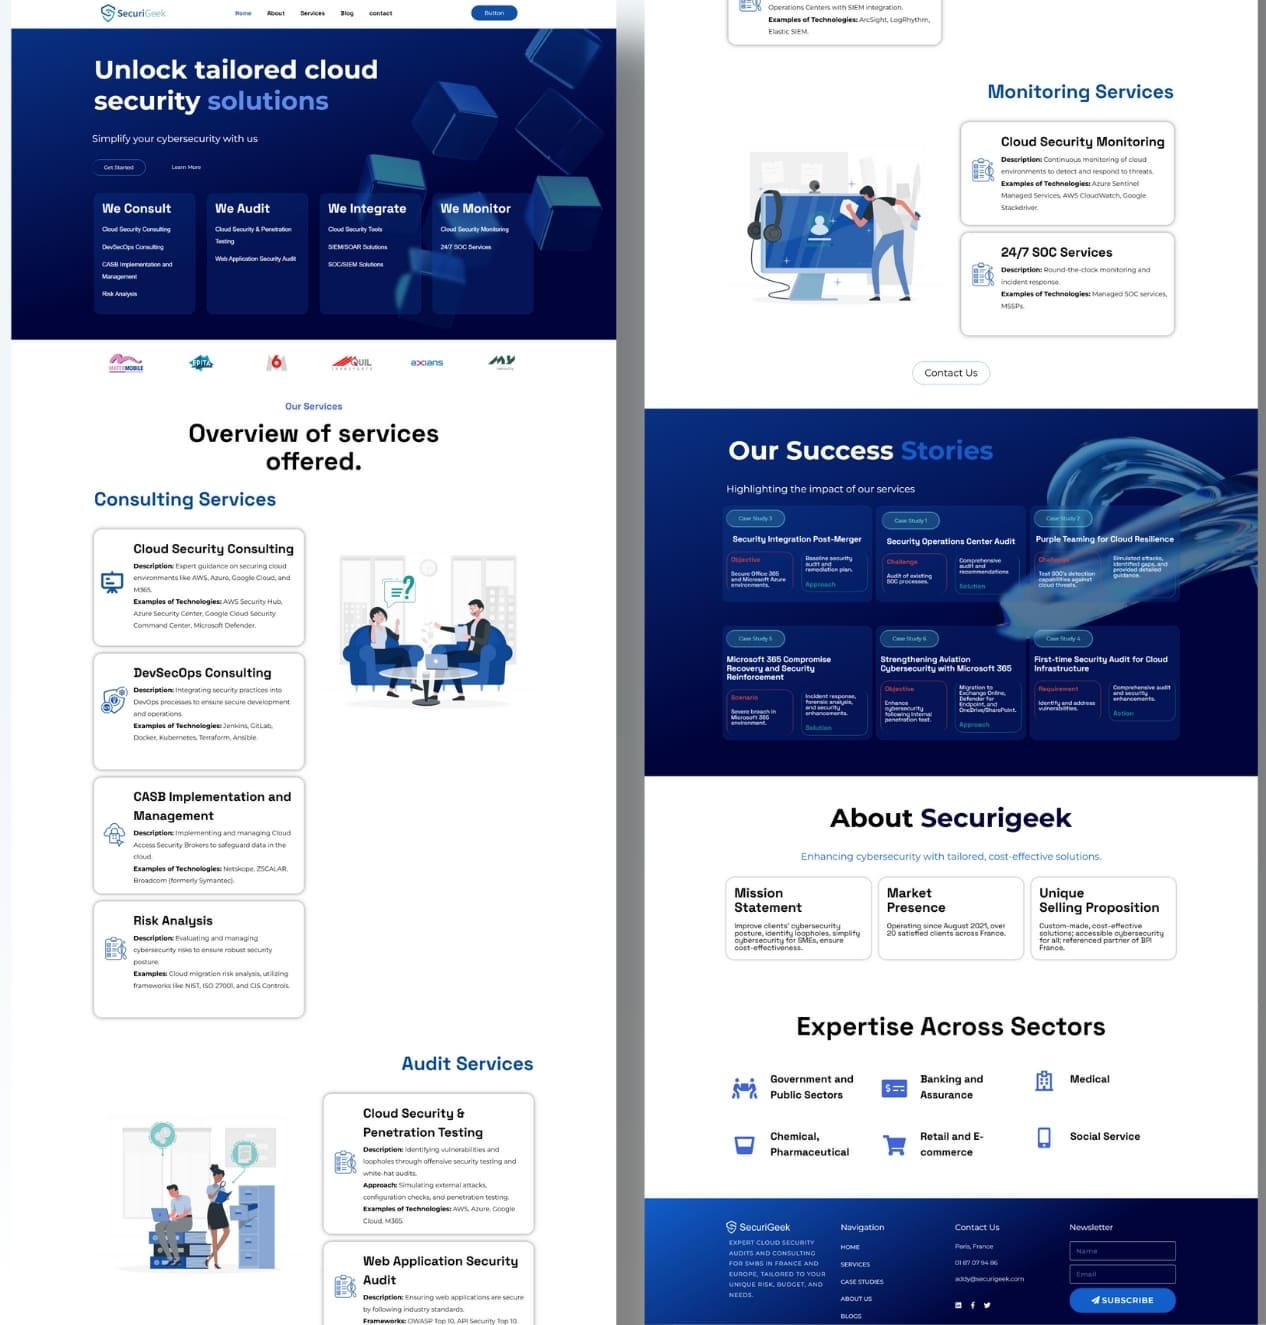 SecuriGeek
Home About Services Blog contact
Button
Unlock tailored cloud
security solutions
Simplify your cybersecurity with us
Get Started Learn More
We Consult
Cloud Security Consulting
DevSecOps Consulting
CASB Implementation and
Management
Risk Analysis
We Audit
Cloud Security & Penetration
Testing
Web Application Security Audit
We Integrate
Cloud Security Tools
SIEM/SOAR Solutions
SOC/SIEM Solutions
We Monitor
Cloud Security Monitoring
24/7 SOC Services
WATERMOBILE
EPITA
6
QUIL
TRANSPORTS
axians
Our Services
Overview of services
offered.
Consulting Services
Cloud Security Consulting
Description: Expert guidance on securing cloud
environments like AWS, Azure, Google Cloud, and
M365.
Examples of Technologies: AWS Security Hub,
Azure Security Center, Google Cloud Security
Command Center, Microsoft Defender.
?
DevSecOps Consulting
Description: Integrating security practices into
DevOps processes to ensure secure development
and operations.
Examples of Technologies: Jenkins, GitLab,
Docker, Kubernetes, Terraform, Ansible.
CASB Implementation and
Management
Description: Implementing and managing Cloud
Access Security Brokers to safeguard data in the
cloud.
Examples of Technologies: Netskope, ZSCALAR,
Broadcom (formerly Symantec).
Risk Analysis
Description: Evaluating and managing
cybersecurity risks to ensure robust security
posture.
Examples: Cloud migration risk analysis, utilizing
frameworks like NIST, ISO 27001, and CIS Controls.
Audit Services
Cloud Security &
Penetration Testing
Description: Identifying vulnerabilities and
loopholes through offensive security testing and
white-hat audits.
Approach: Simulating external attacks,
configuration checks, and penetration testing.
Examples of Technologies: AWS, Azure, Google
Cloud, M365.
Web Application Security
Audit
Description: Ensuring web applications are secure
by following industry standards.
Frameworks: OWASP Top 10, API Security Top 10.
Operations Centers with SIEM integration.
Examples of Technologies: ArcSight, LogRhythm,
Elastic SIEM.
Monitoring Services
Cloud Security Monitoring
Description: Continuous monitoring of cloud
environments to detect and respond to threats.
Examples of Technologies: Azure Sentinel
Managed Services, AWS CloudWatch, Google
Stackdriver.
24/7 SOC Services
Description: Round-the-clock monitoring and
incident response.
Examples of Technologies: Managed SOC services,
MSSPs.
Contact Us
Our Success Stories
Highlighting the impact of our services
Case Study 3
Security Integration Post-Merger
Objective
Secure Office 365
and Microsoft Azure
environments.
Baseline security
audit and
remediation plan.
Approach
Case Study 1
Security Operations Center Audit
Challenge
Audit of existing
SOC processes.
Comprehensive
audit and
recommendations
Solution
Case Study 2
Purple Teaming for Cloud Resilience
Challenge
Test SOC's detection
capabilities against
cloud threats.
Simulated attacks,
identified gaps, and
provided detailed
guidance.
Case Study 5
Microsoft 365 Compromise
Recovery and Security
Reinforcement
Scenario
Severe breach in
Microsoft 365
environment.
Incident response,
forensic analysis,
and security
enhancements.
Solution
Case Study 6
Strengthening Aviation
Cybersecurity with Microsoft 365
Objective
Enhance
cybersecurity
following internal
penetration test.
Migration to
Exchange Online,
Defender for
Endpoint, and
OneDrive/SharePoint.
Approach
Case Study 4
First-time Security Audit for Cloud
Infrastructure
Requirement
Identify and address
vulnerabilities.
Comprehensive audit
and security
enhancements.
Action
About Securigeek
Enhancing cybersecurity with tailored, cost-effective solutions.
Mission
Statement
Improve clients' cybersecurity
posture, identify loopholes, simplify
cybersecurity for SMEs, ensure
cost-effectiveness.
Market
Presence
Operating since August 2021, over
20 satisfied clients across France.
Unique
Selling Proposition
Custom-made, cost-effective
solutions; accessible cybersecurity
for all; referenced partner of BPI
France.
Expertise Across Sectors
Government and
Public Sectors
Banking and
Assurance
Medical
Chemical,
Pharmaceutical
Retail and E-
commerce
Social Service
SecuriGeek
EXPERT CLOUD SECURITY
AUDITS AND CONSULTING
FOR SMBS IN FRANCE AND
EUROPE, TAILORED TO YOUR
UNIQUE RISK, BUDGET, AND
NEEDS.
Navigation
HOME
SERVICES
CASE STUDIES
ABOUT US
BLOGS
Contact Us
Paris, France
01 87 07 94 86
addy@securigeek.com
Newsletter
Name
Email
SUBSCRIBE